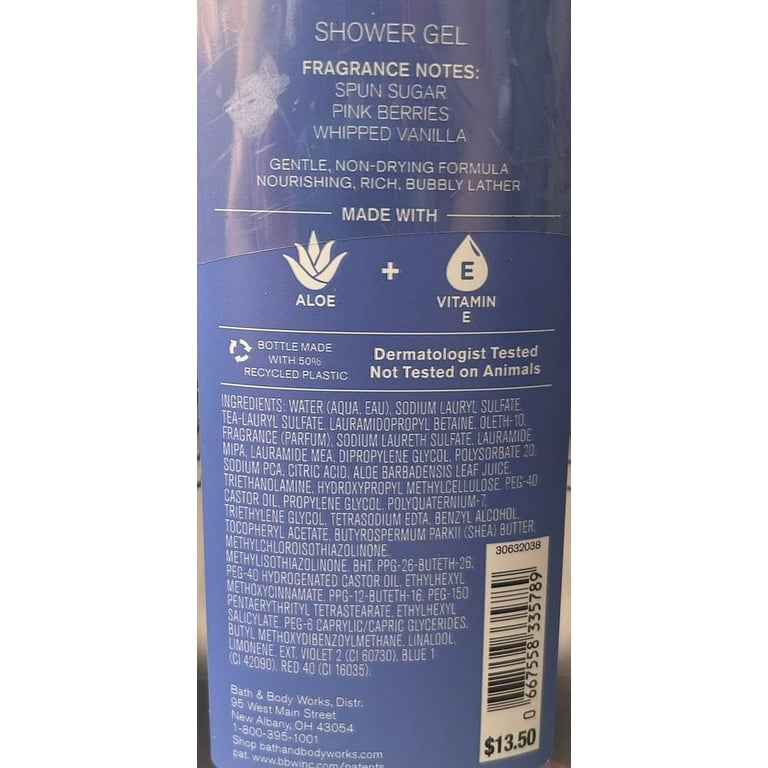 SHOWER GEL
FRAGRANCE NOTES:
SPUN SUGAR
PINK BERRIES
WHIPPED VANILLA
GENTLE, NON-DRYING FORMULA
NOURISHING, RICH, BUBBLY LATHER
MADE WITH
ALOE
+
E
VITAMIN
E
BOTTLE MADE
WITH 50%
RECYCLED PLASTIC
Dermatologist Tested
Not Tested on Animals
INGREDIENTS: WATER (AQUA, EAU), SODIUM LAURYL SULFATE,
TEA-LAURYL SULFATE, LAURAMIDOPROPYL BETAINE, OLETH-10,
FRAGRANCE (PARFUM), SODIUM LAURETH SULFATE, LAURAMIDE
MIPA, LAURAMIDE MEA, DIPROPYLENE GLYCOL, POLYSORBATE 20,
SODIUM PCA, CITRIC ACID, ALOE BARBADENSIS LEAF JUICE,
TRIETHANOLAMINE, HYDROXYPROPYL METHYLCELLULOSE, PEG-40
CASTOR OIL, PROPYLENE GLYCOL, POLYQUATERNIUM-7,
TRIETHYLENE GLYCOL, TETRASODIUM EDTA, BENZYL ALCOHOL,
TOCOPHERYL ACETATE, BUTYROSPERMUM PARKII (SHEA) BUTTER,
METHYLCHLOROISOTHIAZOLINONE,
METHYLISOTHIAZOLINONE, BHT, PPG-26-BUTETH-26,
PEG-40 HYDROGENATED CASTOR OIL, ETHYLHEXYL
METHOXYCINNAMATE, PPG-12-BUTETH-16, PEG-150
PENTAERYTHRITYL TETRASTEARATE, ETHYLHEXYL
SALICYLATE, PEG-6 CAPRYLIC/CAPRIC GLYCERIDES,
BUTYL METHOXYDIBENZOYLMETHANE, LINALOOL,
LIMONENE, EXT. VIOLET 2 (CI 60730), BLUE 1
(CI 42090), RED 40 (CI 16035).
30632038
0 667558 335789
$13.50
Bath & Body Works, Distr.
95 West Main Street
New Albany, OH 43054
1-800-395-1001
Shop bathandbodyworks.com
pat. www.bbwinc.com/patents